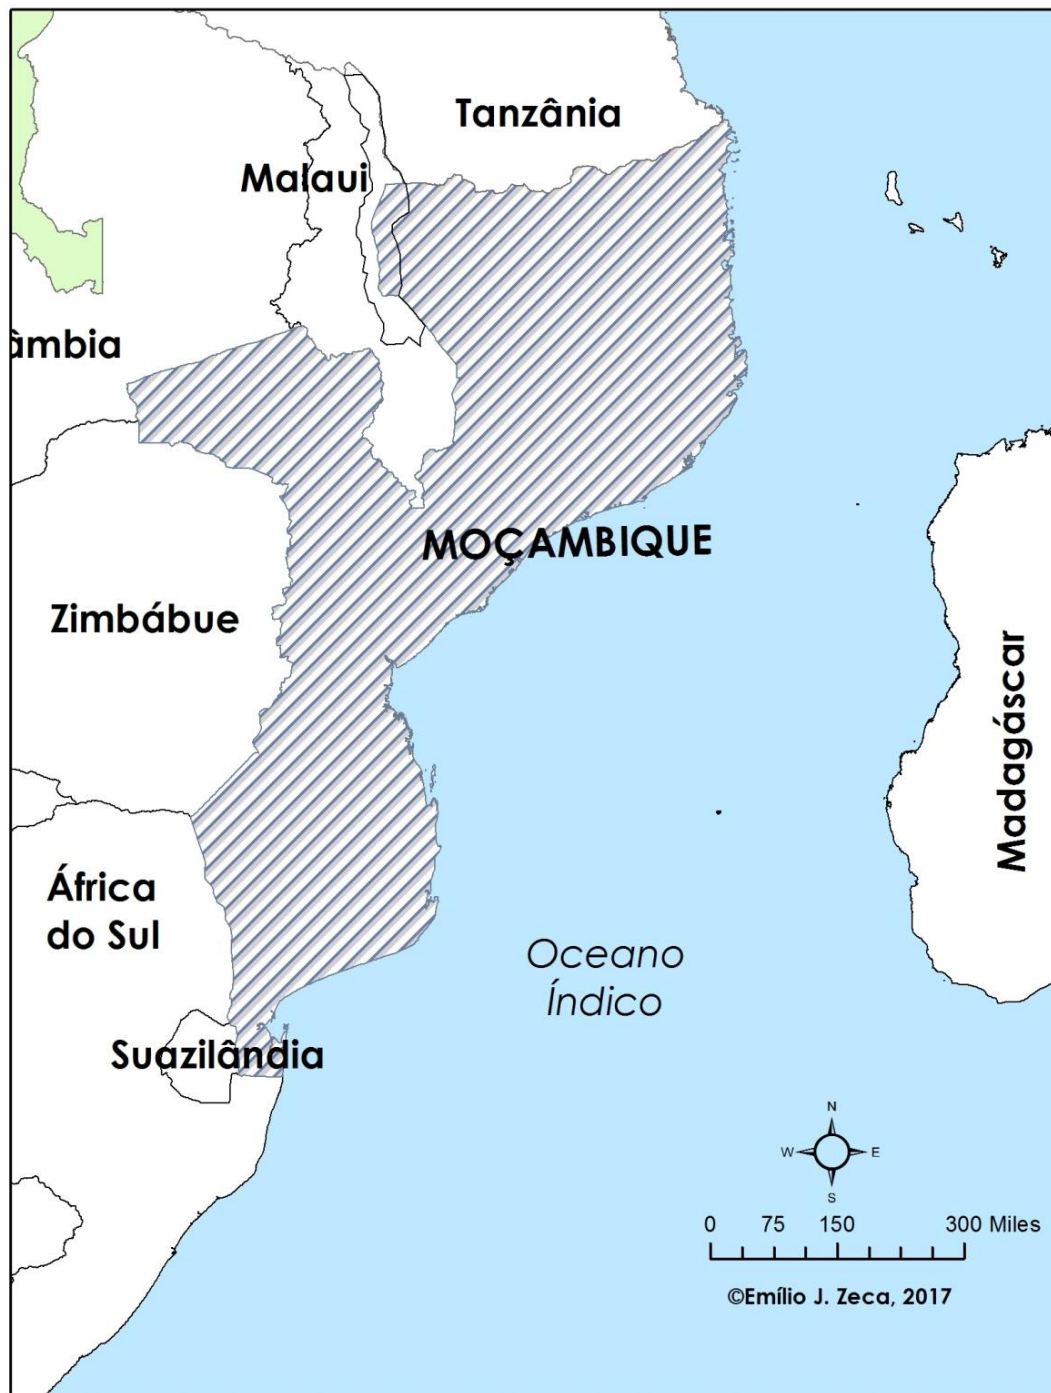 Tanzânia
Malaui
âmbia
MOÇAMBIQUE
Zimbábue
Madagáscar
África
do Sul
Oceano
Índico
Suazilândia
N
W E
S
0 75 150 300 Miles
©Emílio J. Zeca, 2017